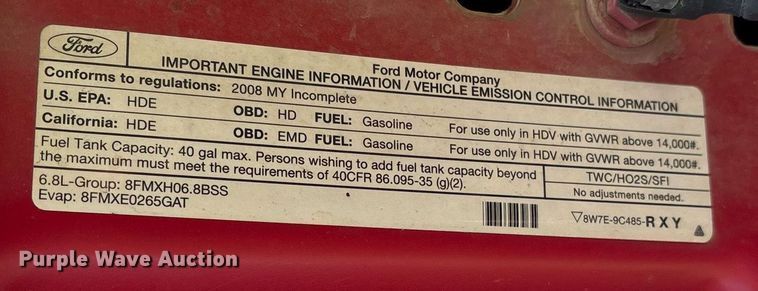 Ford
Ford Motor Company
IMPORTANT ENGINE INFORMATION / VEHICLE EMISSION CONTROL INFORMATION
Conforms to regulations: 2008 MY Incomplete
U.S. EPA: HDE OBD: HD FUEL: Gasoline For use only in HDV with GVWR above 14,000#.
California: HDE OBD: EMD FUEL: Gasoline For use only in HDV with GVWR above 14,000#.
Fuel Tank Capacity: 40 gal max. Persons wishing to add fuel tank capacity beyond
the maximum must meet the requirements of 40CFR 86.095-35 (g)(2).
TWC/HO2S/SFI
No adjustments needed.
6.8L-Group: 8FMXH06.8BSS
Evap: 8FMXE0265GAT
▽8W7E-9C485-RXY
Purple Wave Auction